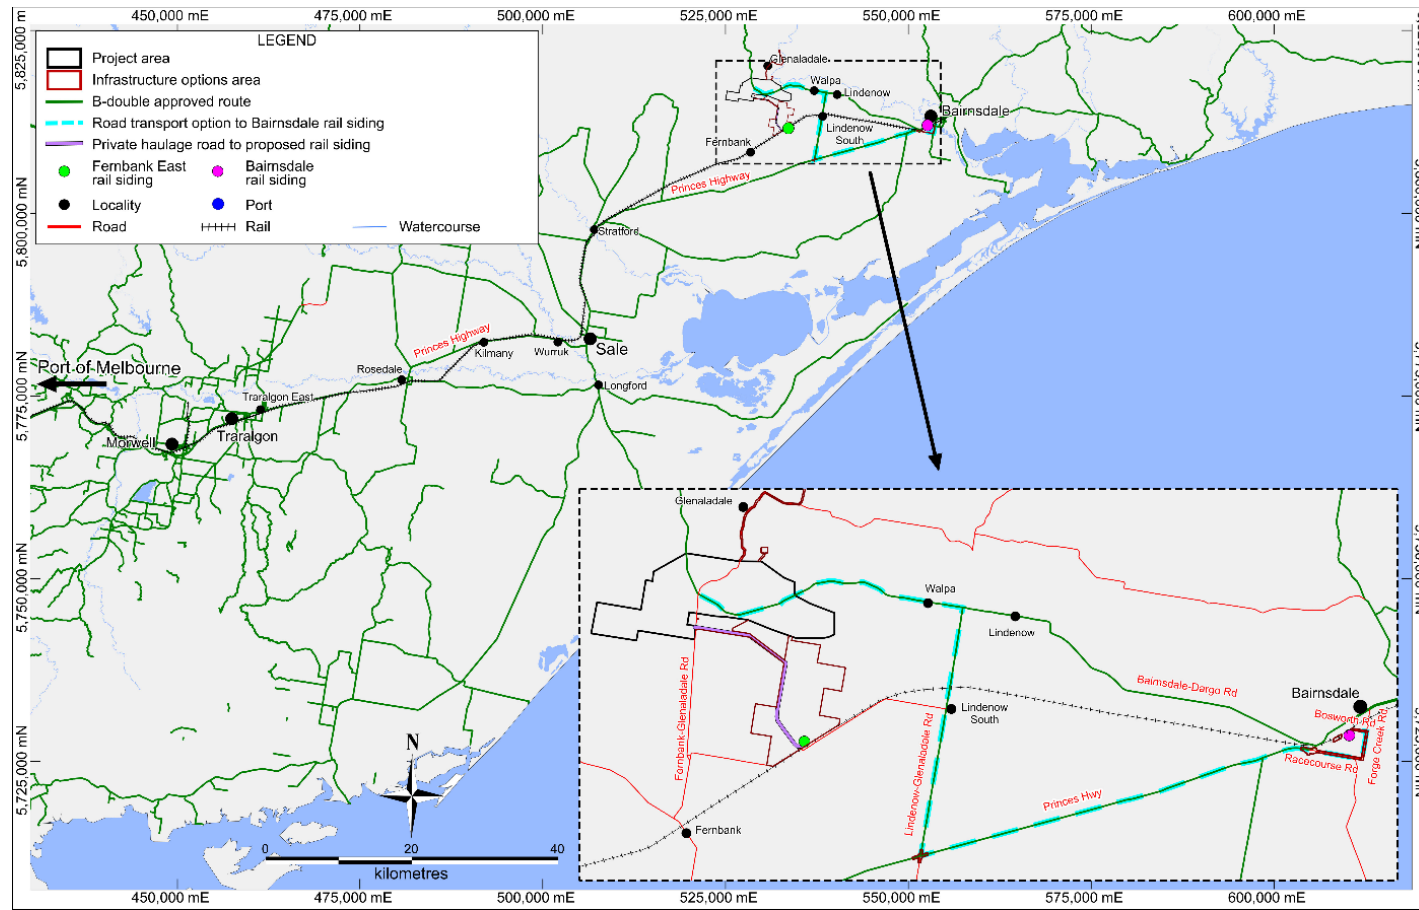 450,000 mE
475,000 mE
500,000 mE
525,000 mE
550,000 mE
575,000 mE
600,000 mE
5,825,000 m
5,800,000 mN
5,775,000 mN
5,750,000 mN
5,725,000 mN
LEGEND
Project area
Infrastructure options area
B-double approved route
Road transport option to Bairnsdale rail siding
Private haulage road to proposed rail siding
Fernbank East
rail siding
Bairnsdale
rail siding
Locality
Port
Road
Rail
Watercourse
Glenaladale
Walpa
Lindenow
Bairnsdale
Lindenow
South
Fernbank
Princes Highway
Stratford
Princes Highway
Kilmany
Wurruk
Sale
Port of Melbourne
Rosedale
Longford
Traralgon East
Traralgon
Morwell
Glenaladale
Walpa
Lindenow
Bairnsdale-Dargo Rd
Bairnsdale
Bosworth Rd
Lindenow
South
Fernbank-Glenaladale Rd
Lindenow-Glenaladole Rd
Racecourse Rd
Forge Creek Rd
Princes Hwy
Fernbank
N
0
20
40
kilometres
450,000 mE
475,000 mE
500,000 mE
525,000 mE
550,000 mE
575,000 mE
600,000 mE